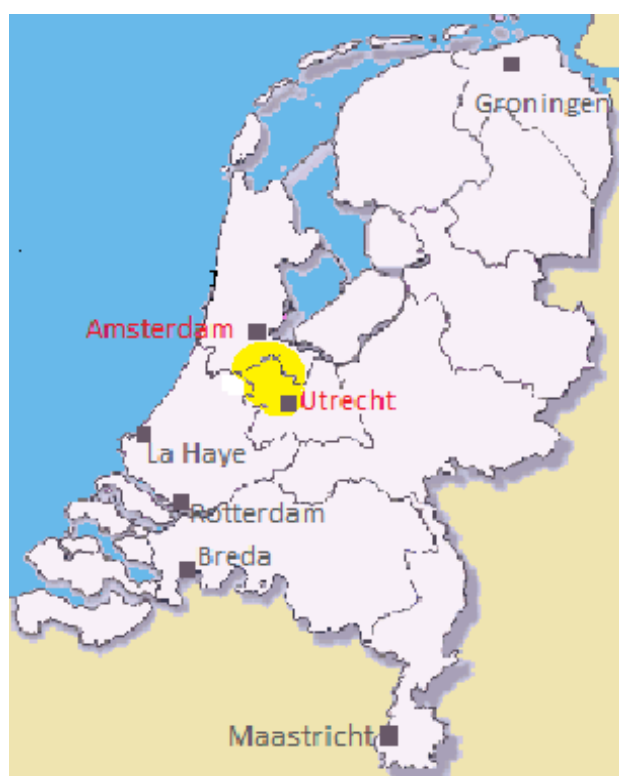 Groningen
Amsterdam
Utrecht
La Haye
Rotterdam
Breda
Maastricht